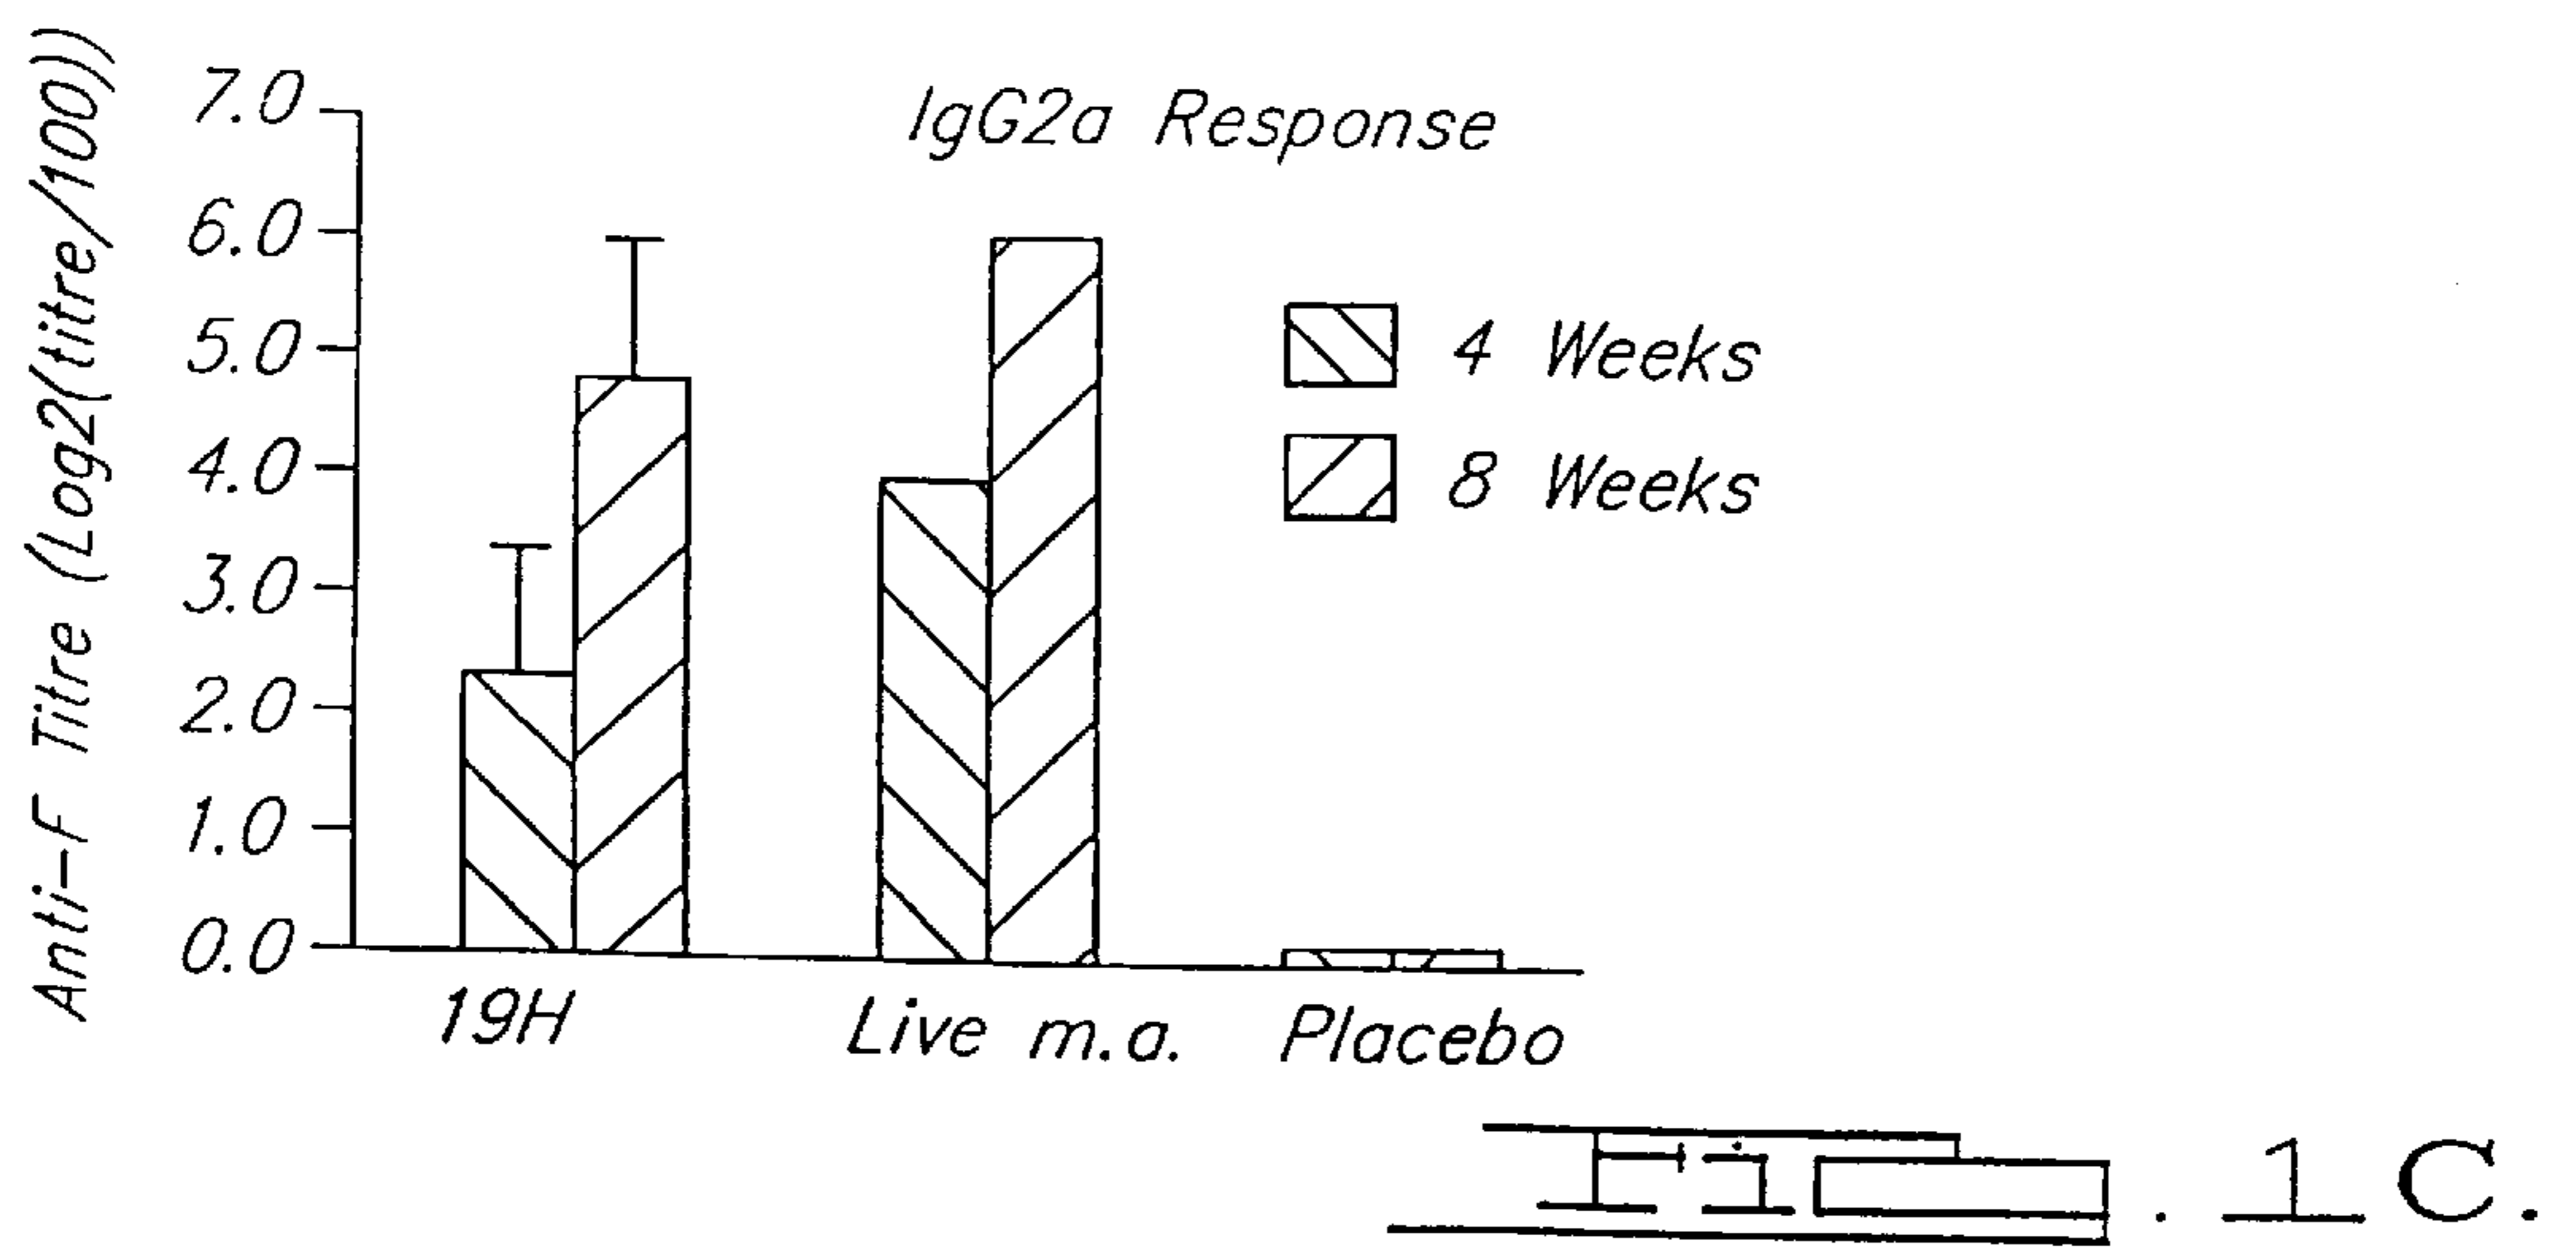 IgG2a Response
Anti-F Titre (Log2(titre/100))
7.0
6.0
5.0
4.0
3.0
2.0
1.0
0.0
4 Weeks
8 Weeks
19H
Live m.a.
Placebo
Fig. 1C.